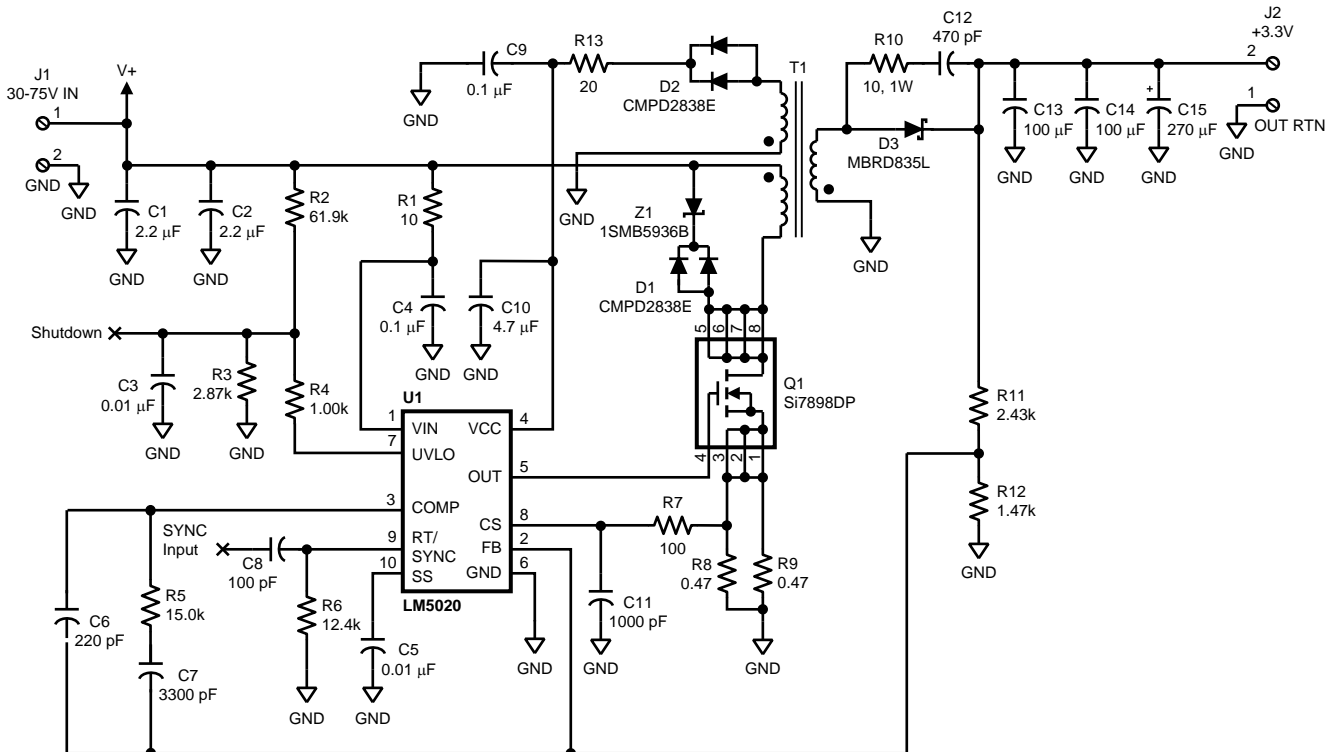 J1
30-75V IN
1
2
GND
GND
V+
C1
2.2 µF
GND
C2
2.2 µF
GND
R2
61.9k
R1
10
C9
0.1 µF
GND
R13
20
D2
CMPD2838E
T1
R10
10, 1W
C12
470 pF
J2
+3.3V
2
1
OUT RTN
GND
D3
MBRD835L
C13
100 µF
GND
C14
100 µF
GND
+
C15
270 µF
GND
GND
GND
Z1
1SMB5936B
D1
CMPD2838E
C4
0.1 µF
GND
C10
4.7 µF
GND
Shutdown
C3
0.01 µF
GND
R3
2.87k
GND
R4
1.00k
5
6
7
8
Q1
Si7898DP
4
3
2
1
U1
1
VIN
7
UVLO
3
COMP
9
RT/
SYNC
10
SS
VCC
4
OUT
5
CS
8
FB
2
GND
6
LM5020
SYNC
Input
C8
100 pF
R6
12.4k
GND
C5
0.01 µF
GND
GND
R5
15.0k
C6
220 pF
C7
3300 pF
R7
100
C11
1000 pF
GND
R8
0.47
R9
0.47
GND
R11
2.43k
R12
1.47k
GND